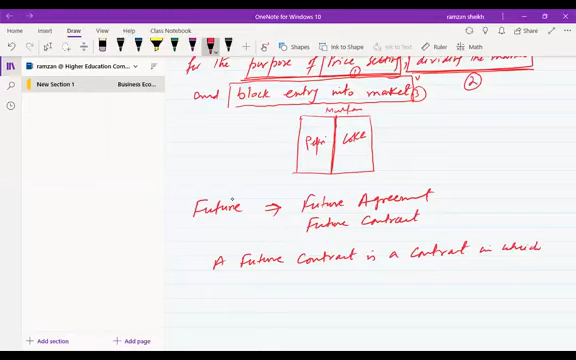 OneNote for Windows 10
ramzan sheikh
Home Insert Draw View Help Class Notebook
Shapes Ink to Shape Ink to Text Ruler Math
ramzan @ Higher Education Com...
New Section 1
Business Eco...
for the purpose of Price setting, dividing the market
① ②
and block entry into market ③
Pepsi Coke
Future ⇒ Future Agreement
Future Contract
A Future Contract is a contract in which
+ Add section + Add page